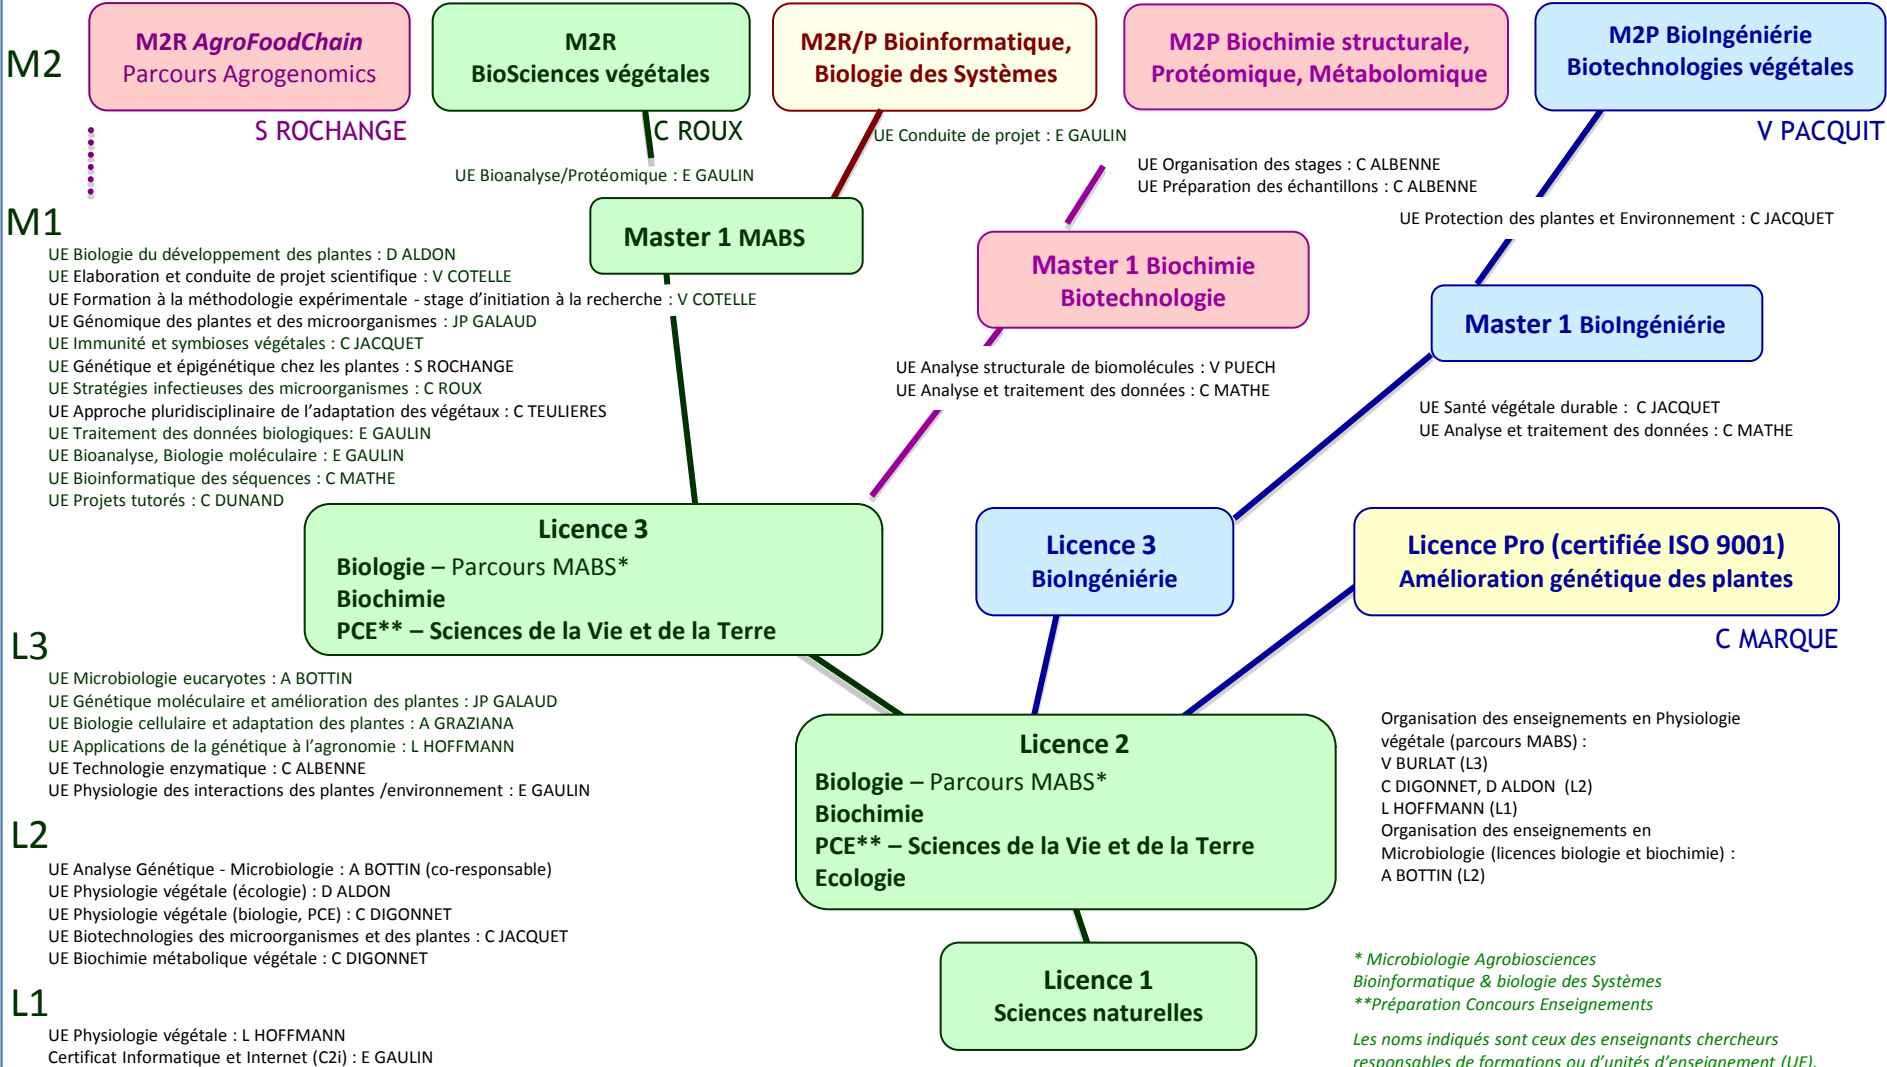 M2
M2R AgroFoodChain
Parcours Agrogenomics
S ROCHANGE
M2R
BioSciences végétales
C ROUX
M2R/P Bioinformatique,
Biologie des Systèmes
M2P Biochimie structurale,
Protéomique, Métabolomique
M2P BioIngéniérie
Biotechnologies végétales
V PACQUIT
UE Conduite de projet : E GAULIN
UE Bioanalyse/Protéomique : E GAULIN
UE Organisation des stages : C ALBENNE
UE Préparation des échantillons : C ALBENNE
UE Protection des plantes et Environnement : C JACQUET
M1
Master 1 MABS
Master 1 Biochimie
Biotechnologie
Master 1 BioIngéniérie
UE Biologie du développement des plantes : D ALDON
UE Elaboration et conduite de projet scientifique : V COTELLE
UE Formation à la méthodologie expérimentale - stage d'initiation à la recherche : V COTELLE
UE Génomique des plantes et des microorganismes : JP GALAUD
UE Immunité et symbioses végétales : C JACQUET
UE Génétique et épigénétique chez les plantes : S ROCHANGE
UE Stratégies infectieuses des microorganismes : C ROUX
UE Approche pluridisciplinaire de l'adaptation des végétaux : C TEULIERES
UE Traitement des données biologiques: E GAULIN
UE Bioanalyse, Biologie moléculaire : E GAULIN
UE Bioinformatique des séquences : C MATHE
UE Projets tutorés : C DUNAND
UE Analyse structurale de biomolécules : V PUECH
UE Analyse et traitement des données : C MATHE
UE Santé végétale durable : C JACQUET
UE Analyse et traitement des données : C MATHE
Licence 3
Biologie – Parcours MABS*
Biochimie
PCE** – Sciences de la Vie et de la Terre
Licence 3
BioIngéniérie
Licence Pro (certifiée ISO 9001)
Amélioration génétique des plantes
C MARQUE
L3
UE Microbiologie eucaryotes : A BOTTIN
UE Génétique moléculaire et amélioration des plantes : JP GALAUD
UE Biologie cellulaire et adaptation des plantes : A GRAZIANA
UE Applications de la génétique à l'agronomie : L HOFFMANN
UE Technologie enzymatique : C ALBENNE
UE Physiologie des interactions des plantes /environnement : E GAULIN
Licence 2
Biologie – Parcours MABS*
Biochimie
PCE** – Sciences de la Vie et de la Terre
Ecologie
Organisation des enseignements en Physiologie
végétale (parcours MABS) :
V BURLAT (L3)
C DIGONNET, D ALDON (L2)
L HOFFMANN (L1)
Organisation des enseignements en
Microbiologie (licences biologie et biochimie) :
A BOTTIN (L2)
L2
UE Analyse Génétique - Microbiologie : A BOTTIN (co-responsable)
UE Physiologie végétale (écologie) : D ALDON
UE Physiologie végétale (biologie, PCE) : C DIGONNET
UE Biotechnologies des microorganismes et des plantes : C JACQUET
UE Biochimie métabolique végétale : C DIGONNET
Licence 1
Sciences naturelles
L1
UE Physiologie végétale : L HOFFMANN
Certificat Informatique et Internet (C2i) : E GAULIN
* Microbiologie Agrobiosciences
Bioinformatique & biologie des Systèmes
**Préparation Concours Enseignements
Les noms indiqués sont ceux des enseignants chercheurs
responsables de formations ou d'unités d'enseignement (UE).